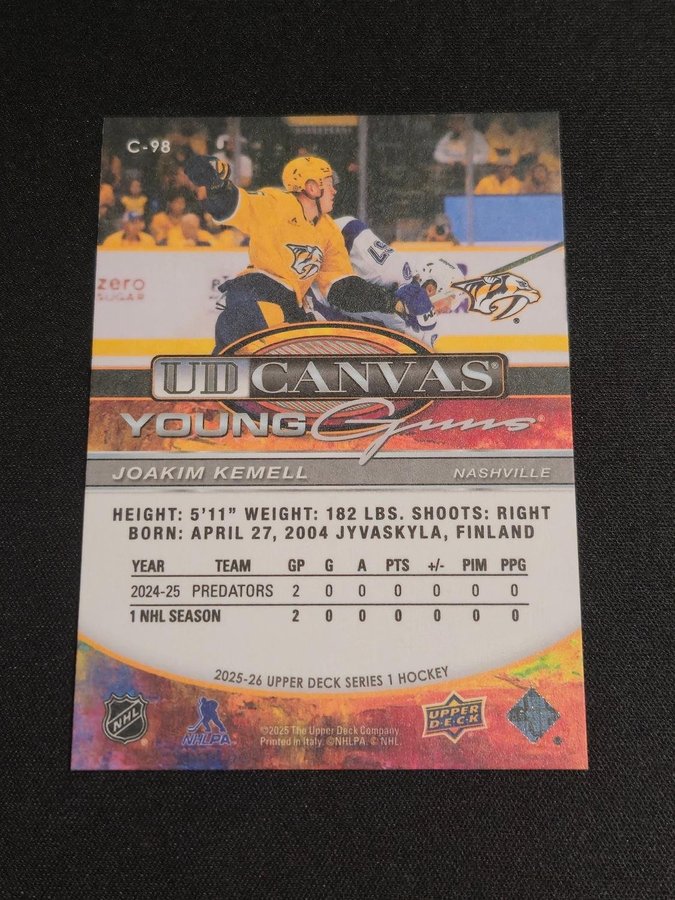 C-98
zero
SUGAR
37
UD CANVAS®
YOUNG Guns®
JOAKIM KEMELL NASHVILLE
HEIGHT: 5'11" WEIGHT: 182 LBS. SHOOTS: RIGHT
BORN: APRIL 27, 2004 JYVASKYLA, FINLAND
YEAR TEAM GP G A PTS +/- PIM PPG
2024-25 PREDATORS 2 0 0 0 0 0 0
1 NHL SEASON 2 0 0 0 0 0 0
2025-26 UPPER DECK SERIES 1 HOCKEY
NHL
NHLPA
©2025 The Upper Deck Company.
Printed in Italy. ©NHLPA. © NHL.
UPPER
DECK